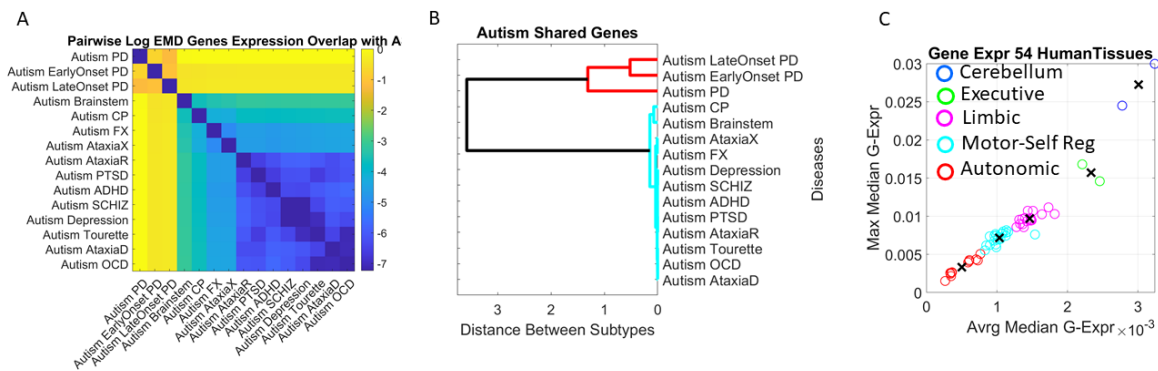 A
Pairwise Log EMD Genes Expression Overlap with A
Autism PD
Autism EarlyOnset PD
Autism LateOnset PD
Autism Brainstem
Autism CP
Autism FX
Autism AtaxiaX
Autism AtaxiaR
Autism PTSD
Autism ADHD
Autism SCHIZ
Autism Depression
Autism Tourette
Autism AtaxiaD
Autism OCD
0
-1
-2
-3
-4
-5
-6
-7
Autism PD
Autism EarlyOnset PD
Autism LateOnset PD
Autism Brainstem
Autism CP
Autism FX
Autism AtaxiaX
Autism AtaxiaR
Autism PTSD
Autism ADHD
Autism SCHIZ
Autism Depression
Autism Tourette
Autism AtaxiaD
Autism OCD
B
Autism Shared Genes
Autism LateOnset PD
Autism EarlyOnset PD
Autism PD
Autism CP
Autism Brainstem
Autism AtaxiaX
Autism FX
Autism Depression
Autism SCHIZ
Autism ADHD
Autism PTSD
Autism AtaxiaR
Autism Tourette
Autism OCD
Autism AtaxiaD
Diseases
3 2 1 0
Distance Between Subtypes
C
Gene Expr 54 HumanTissues
Cerebellum
Executive
Limbic
Motor-Self Reg
Autonomic
0.03
0.025
0.02
0.015
0.01
0.005
0
Max Median G-Expr
0 1 2 3
Avrg Median G-Expr ×10⁻³